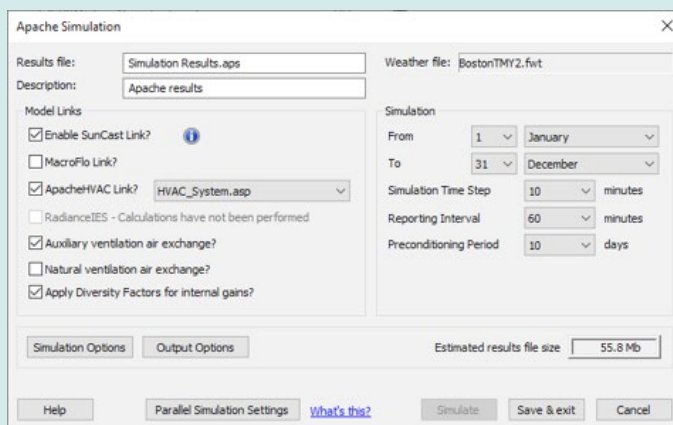 Apache Simulation
Results file: Simulation Results.aps
Weather file: BostonTMY2.fwt
Description: Apache results
Model Links
Enable SunCast Link?
MacroFlo Link?
ApacheHVAC Link? HVAC_System.asp
RadianceIES - Calculations have not been performed
Auxiliary ventilation air exchange?
Natural ventilation air exchange?
Apply Diversity Factors for internal gains?
Simulation
From 1 January
To 31 December
Simulation Time Step 10 minutes
Reporting Interval 60 minutes
Preconditioning Period 10 days
Simulation Options Output Options Estimated results file size 55.8 Mb
Help Parallel Simulation Settings What's this? Simulate Save & exit Cancel